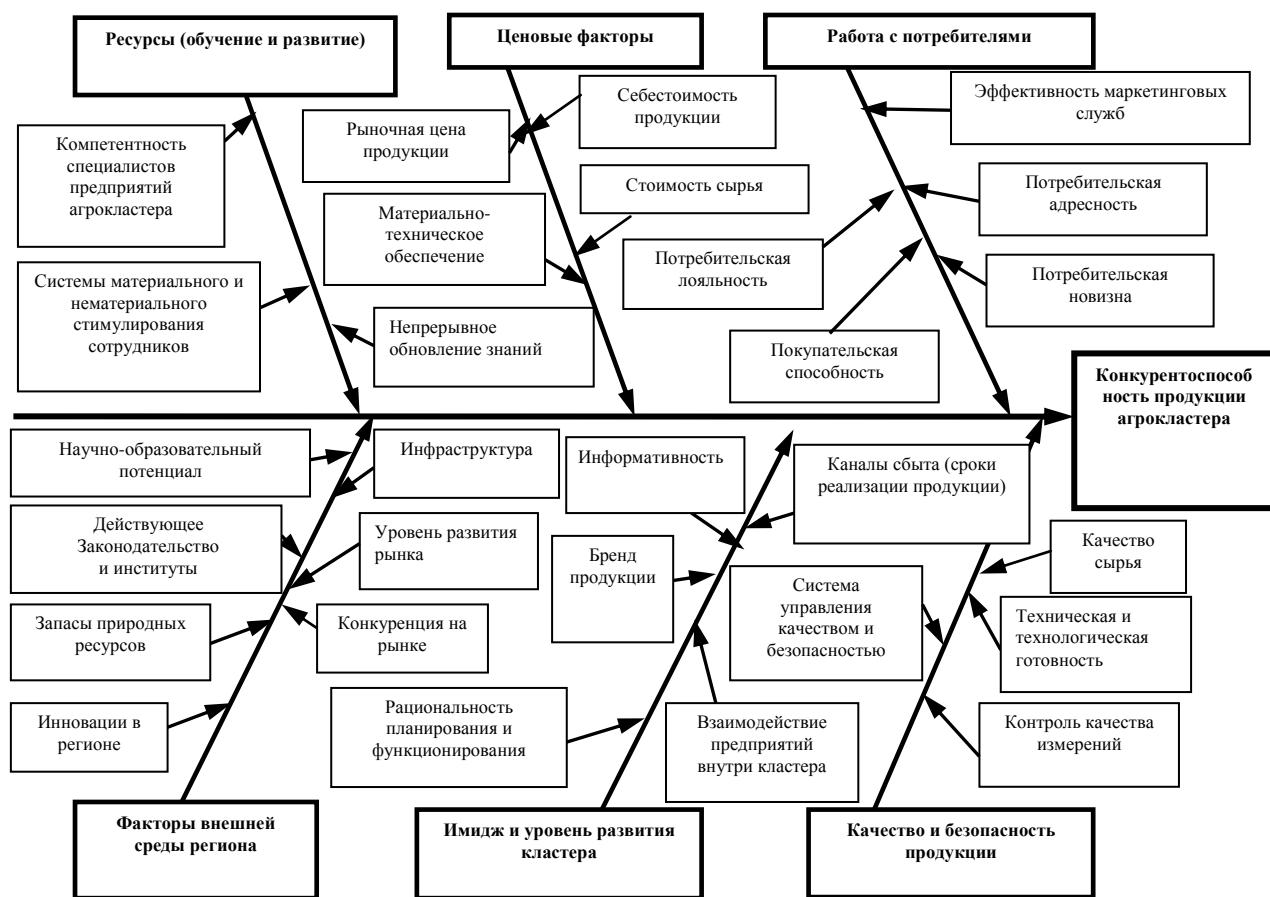 Ресурсы (обучение и развитие)
Ценовые факторы
Работа с потребителями
Себестоимость
продукции
Эффективность маркетинговых
служб
Рыночная цена
продукции
Компетентность
специалистов
предприятий
агрокластера
Стоимость сырья
Потребительская
адресность
Материально-
техническое
обеспечение
Потребительская
лояльность
Потребительская
новизна
Системы материального и
нематериального
стимулирования
сотрудников
Непрерывное
обновление знаний
Покупательская
способность
Конкурентоспособ
ность продукции
агрокластера
Научно-образовательный
потенциал
Инфраструктура
Информативность
Каналы сбыта (сроки
реализации продукции)
Действующее
Законодательство
и институты
Уровень развития
рынка
Бренд
продукции
Качество
сырья
Система
управления
качеством и
безопасностью
Запасы природных
ресурсов
Конкуренция на
рынке
Техническая и
технологическая
готовность
Инновации в
регионе
Рациональность
планирования и
функционирования
Взаимодействие
предприятий
внутри кластера
Контроль качества
измерений
Факторы внешней
среды региона
Имидж и уровень развития
кластера
Качество и безопасность
продукции